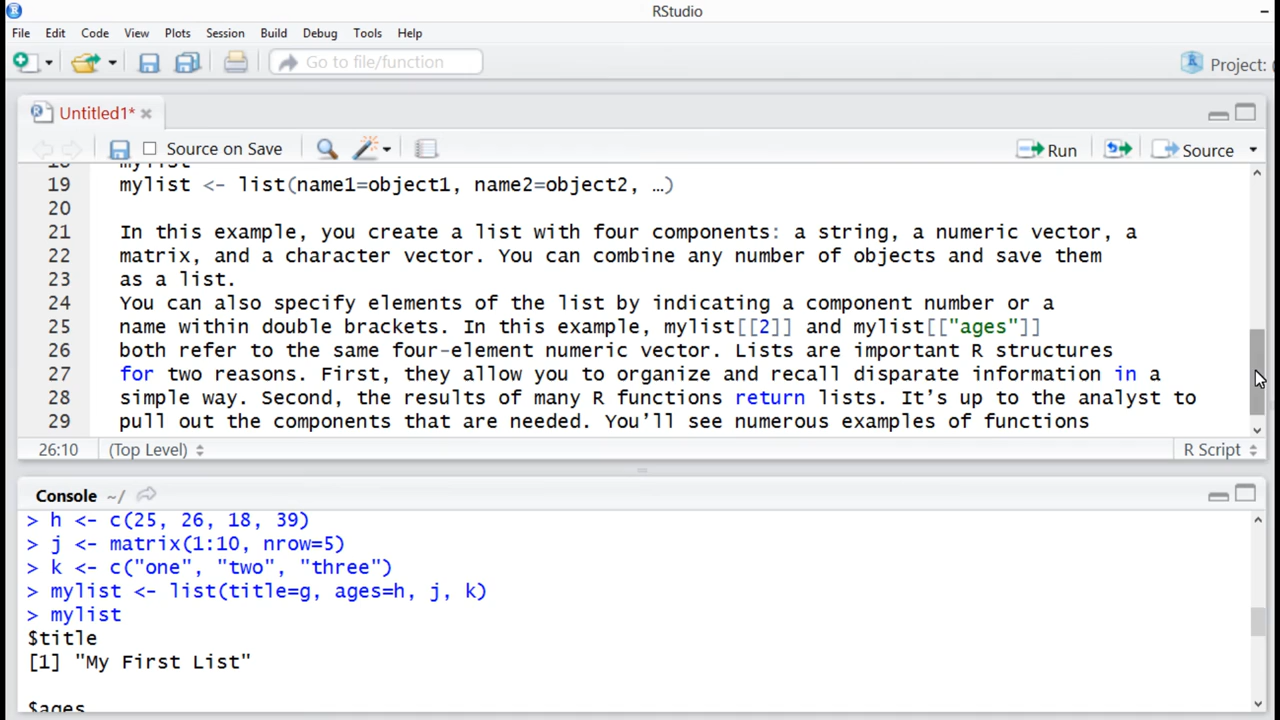 RStudio
File Edit Code View Plots Session Build Debug Tools Help
Go to file/function
Project: (
Untitled1*
Source on Save Run Source
18 mylist
19 mylist <- list(name1=object1, name2=object2, …)
20
21 In this example, you create a list with four components: a string, a numeric vector, a
22 matrix, and a character vector. You can combine any number of objects and save them
23 as a list.
24 You can also specify elements of the list by indicating a component number or a
25 name within double brackets. In this example, mylist[[2]] and mylist[["ages"]]
26 both refer to the same four-element numeric vector. Lists are important R structures
27 for two reasons. First, they allow you to organize and recall disparate information in a
28 simple way. Second, the results of many R functions return lists. It’s up to the analyst to
29 pull out the components that are needed. You’ll see numerous examples of functions
26:10 (Top Level) R Script
Console ~/
> h <- c(25, 26, 18, 39)
> j <- matrix(1:10, nrow=5)
> k <- c("one", "two", "three")
> mylist <- list(title=g, ages=h, j, k)
> mylist
$title
[1] "My First List"
$ages